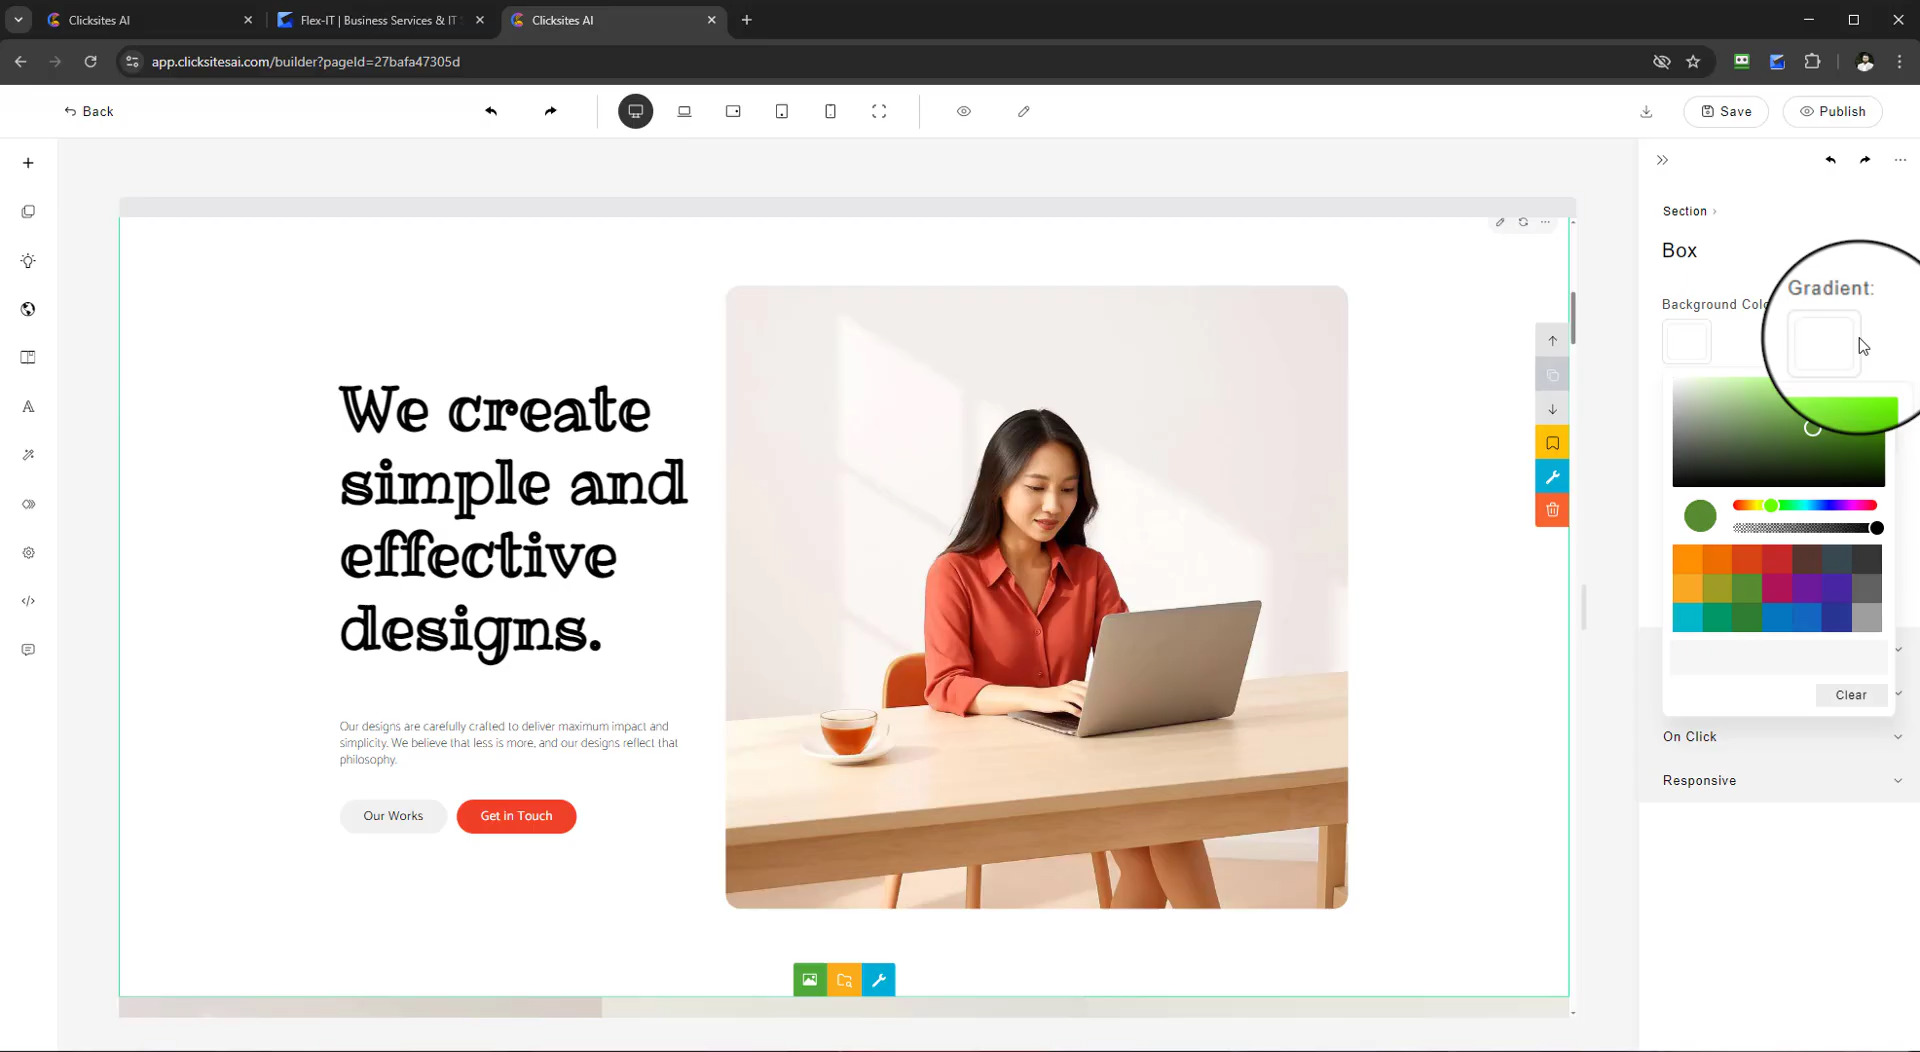 Clicksites AI
Flex-IT | Business Services & IT
Clicksites AI
app.clicksitesai.com/builder?pageId=27bafa47305d
Back
Save
Publish
Section
Box
Gradient:
Background Colo
We create
simple and
effective
designs.
Our designs are carefully crafted to deliver maximum impact and
simplicity. We believe that less is more, and our designs reflect that
philosophy.
Our Works
Get in Touch
Clear
On Click
Responsive